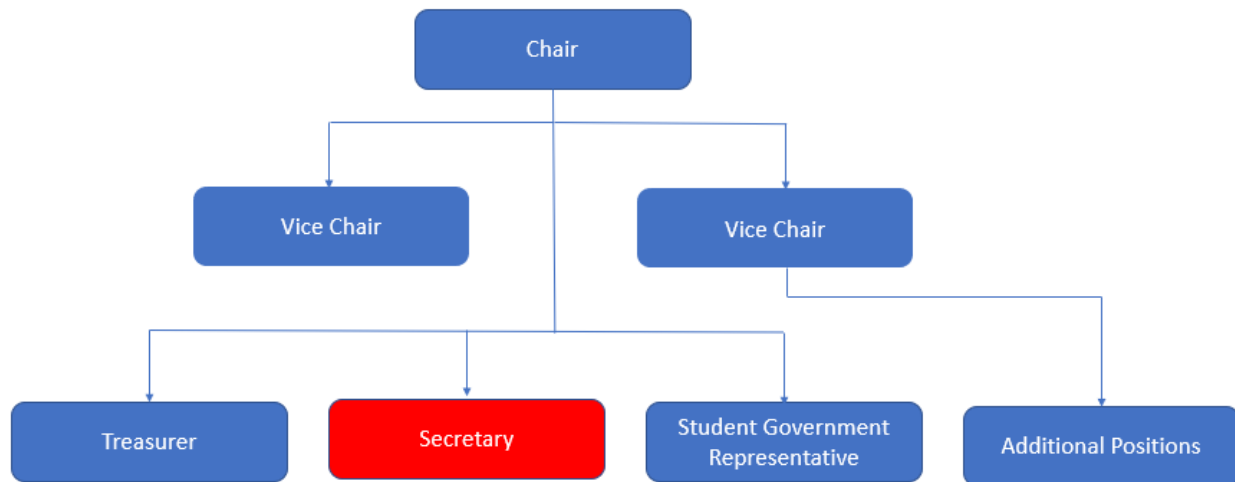 Chair
Vice Chair
Vice Chair
Treasurer
Secretary
Student Government
Representative
Additional Positions